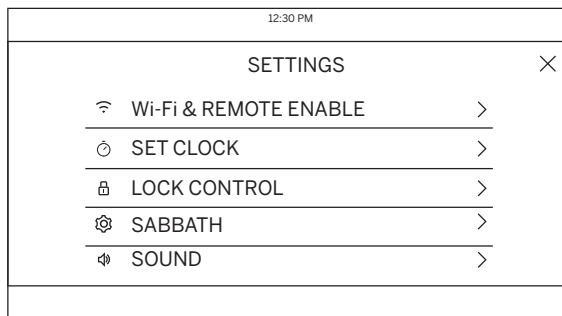 12:30 PM
SETTINGS
Wi-Fi & REMOTE ENABLE
SET CLOCK
LOCK CONTROL
SABBATH
SOUND